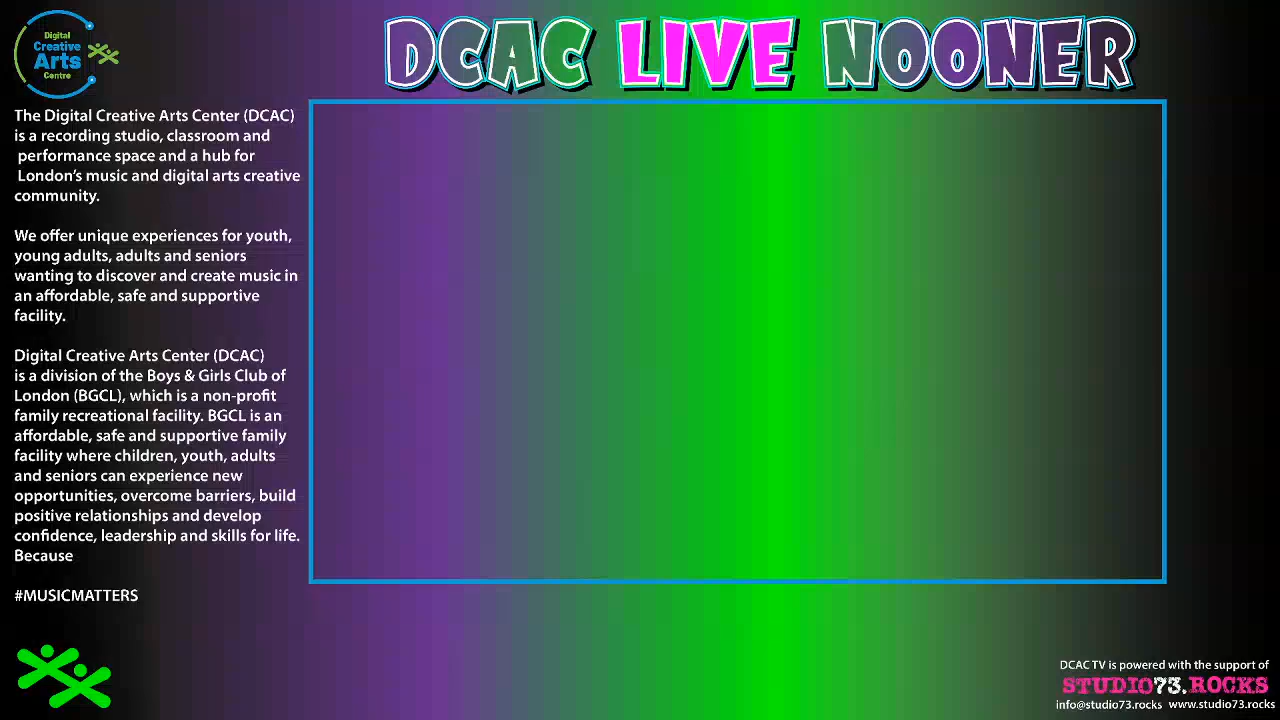 Digital
Creative
Arts
Centre
DCAC LIVE NOONER
The Digital Creative Arts Center (DCAC)
is a recording studio, classroom and
performance space and a hub for
London's music and digital arts creative
community.
We offer unique experiences for youth,
young adults, adults and seniors
wanting to discover and create music in
an affordable, safe and supportive
facility.
Digital Creative Arts Center (DCAC)
is a division of the Boys & Girls Club of
London (BGCL), which is a non-profit
family recreational facility. BGCL is an
affordable, safe and supportive family
facility where children, youth, adults
and seniors can experience new
opportunities, overcome barriers, build
positive relationships and develop
confidence, leadership and skills for life.
Because
#MUSICMATTERS
DCAC TV is powered with the support of
STUDIO73.ROCKS
info@studio73.rocks www.studio73.rocks